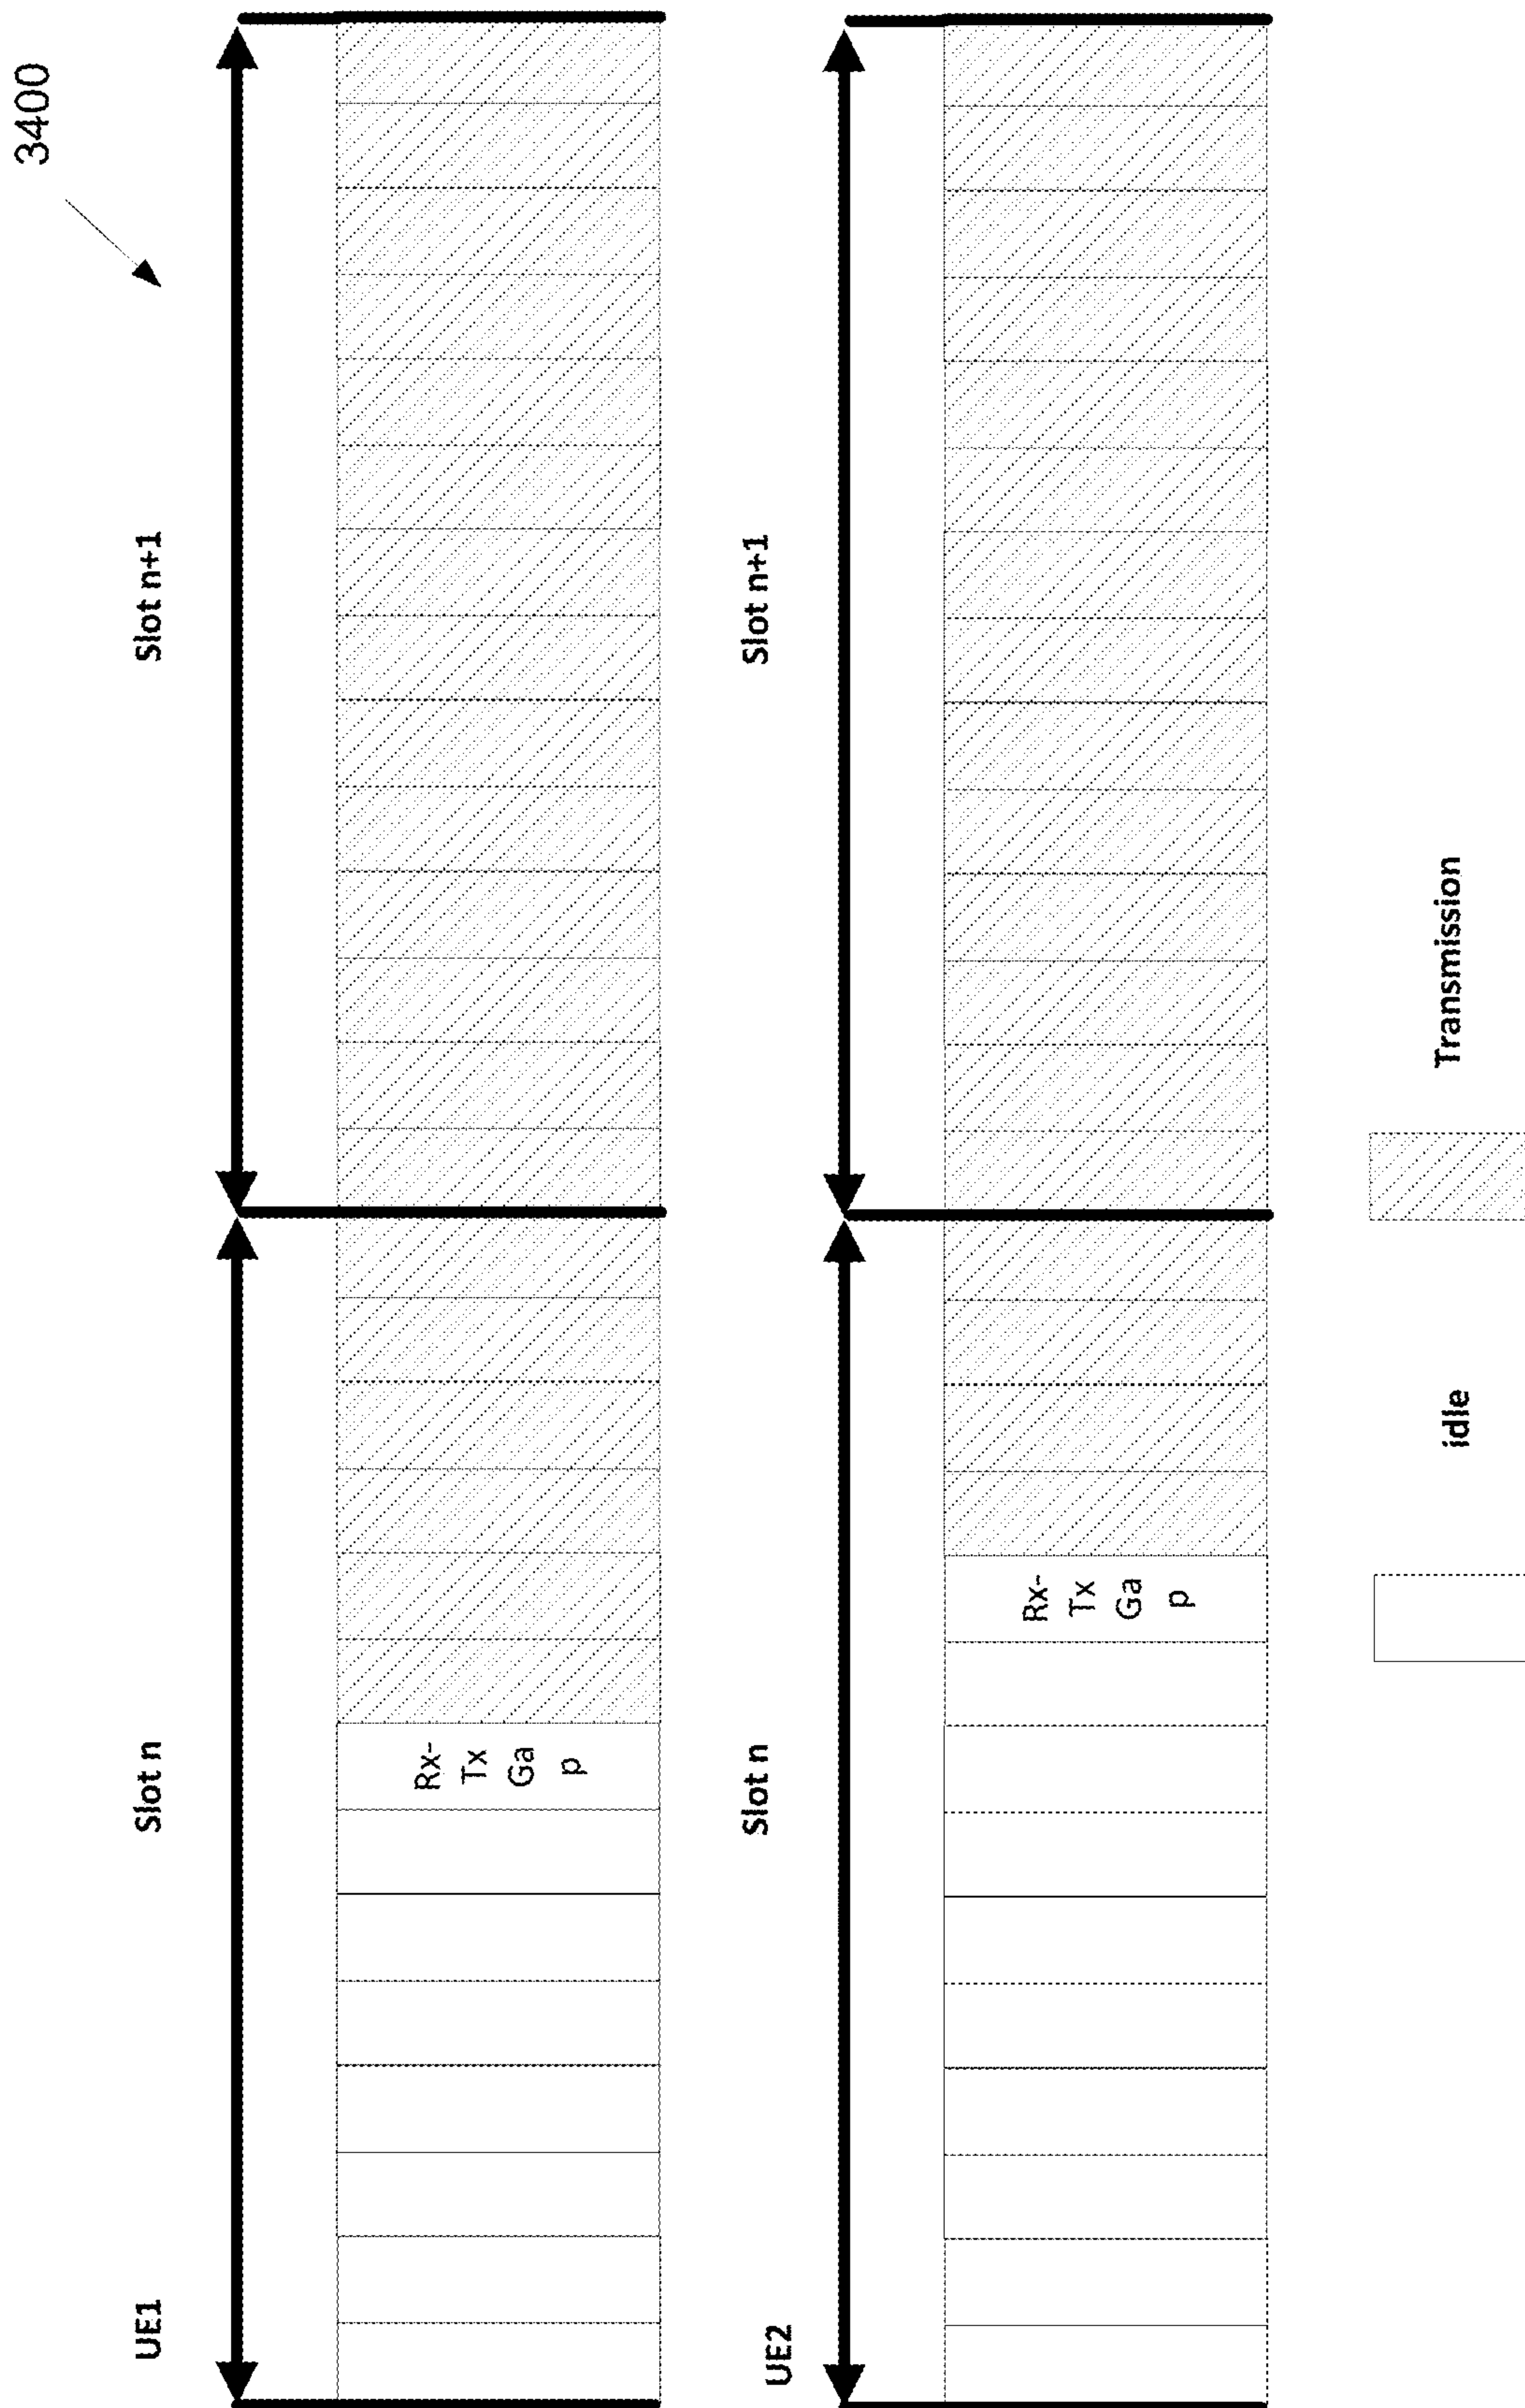 3400
UE1
Slot n
Slot n+1
Rx-
Tx
Ga
p
UE2
Slot n
Slot n+1
Rx-
Tx
Ga
p
idle
Transmission